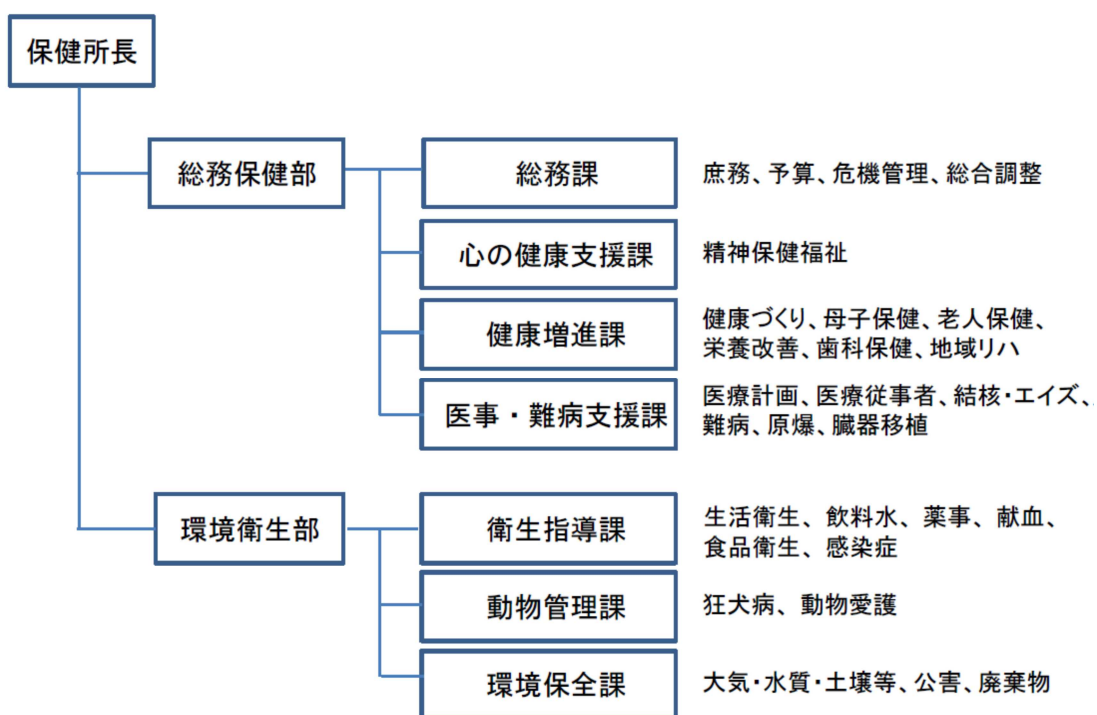 保健所長
総務保健部
総務課
庶務、予算、危機管理、総合調整
心の健康支援課
精神保健福祉
健康増進課
健康づくり、母子保健、老人保健、
栄養改善、歯科保健、地域リハ
医事・難病支援課
医療計画、医療従事者、結核・エイズ、
難病、原爆、臓器移植
環境衛生部
衛生指導課
生活衛生、飲料水、薬事、献血、
食品衛生、感染症
動物管理課
狂犬病、動物愛護
環境保全課
大気・水質・土壌等、公害、廃棄物